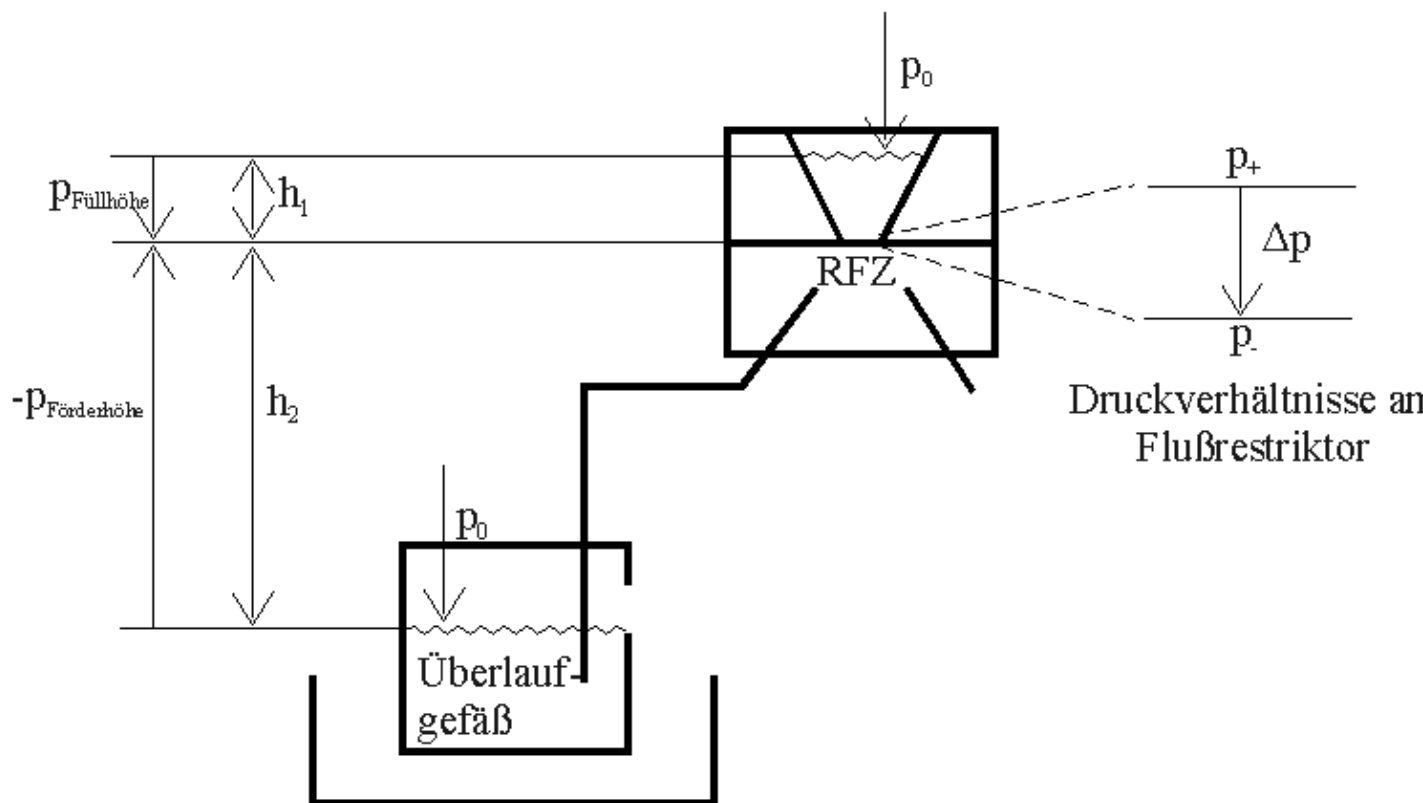 p₀
p₊
pFüllhöhe
h₁
Δp
RFZ
p₋
-pFörderhöhe
h₂
Druckverhältnisse am
Flußrestriktor
p₀
Überlauf-
gefäß